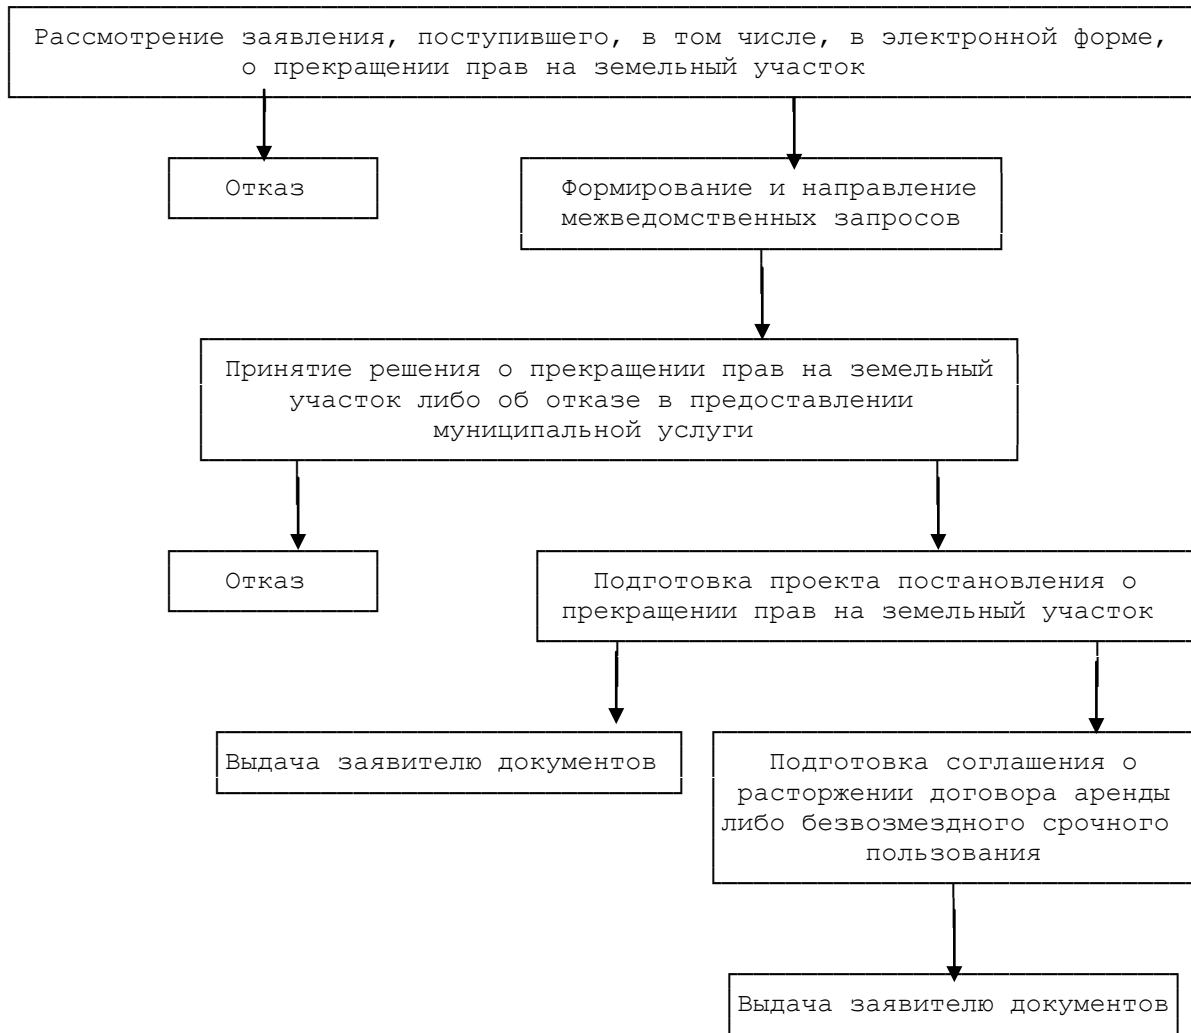 Рассмотрение заявления, поступившего, в том числе, в электронной форме,
о прекращении прав на земельный участок
Отказ
Формирование и направление
межведомственных запросов
Принятие решения о прекращении прав на земельный
участок либо об отказе в предоставлении
муниципальной услуги
Отказ
Подготовка проекта постановления о
прекращении прав на земельный участок
Выдача заявителю документов
Подготовка соглашения о
расторжении договора аренды
либо безвозмездного срочного
пользования
Выдача заявителю документов